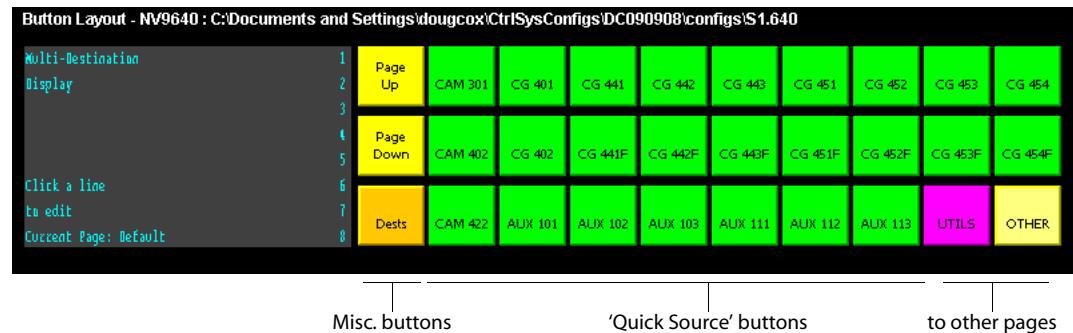 Button Layout - NV9640 : C:\Documents and Settings\dougcox\CtrlSysConfigs\DC090908\configs\S1.640
Multi-Destination 1
Display 2
3
4
5
Click a line 6
to edit 7
Current Page: Default 8
Page Up CAM 301 CG 401 CG 441 CG 442 CG 443 CG 451 CG 452 CG 453 CG 454
Page Down CAM 402 CG 402 CG 441F CG 442F CG 443F CG 451F CG 452F CG 453F CG 454F
Dests CAM 422 AUX 101 AUX 102 AUX 103 AUX 111 AUX 112 AUX 113 UTILS OTHER
Misc. buttons 'Quick Source' buttons to other pages